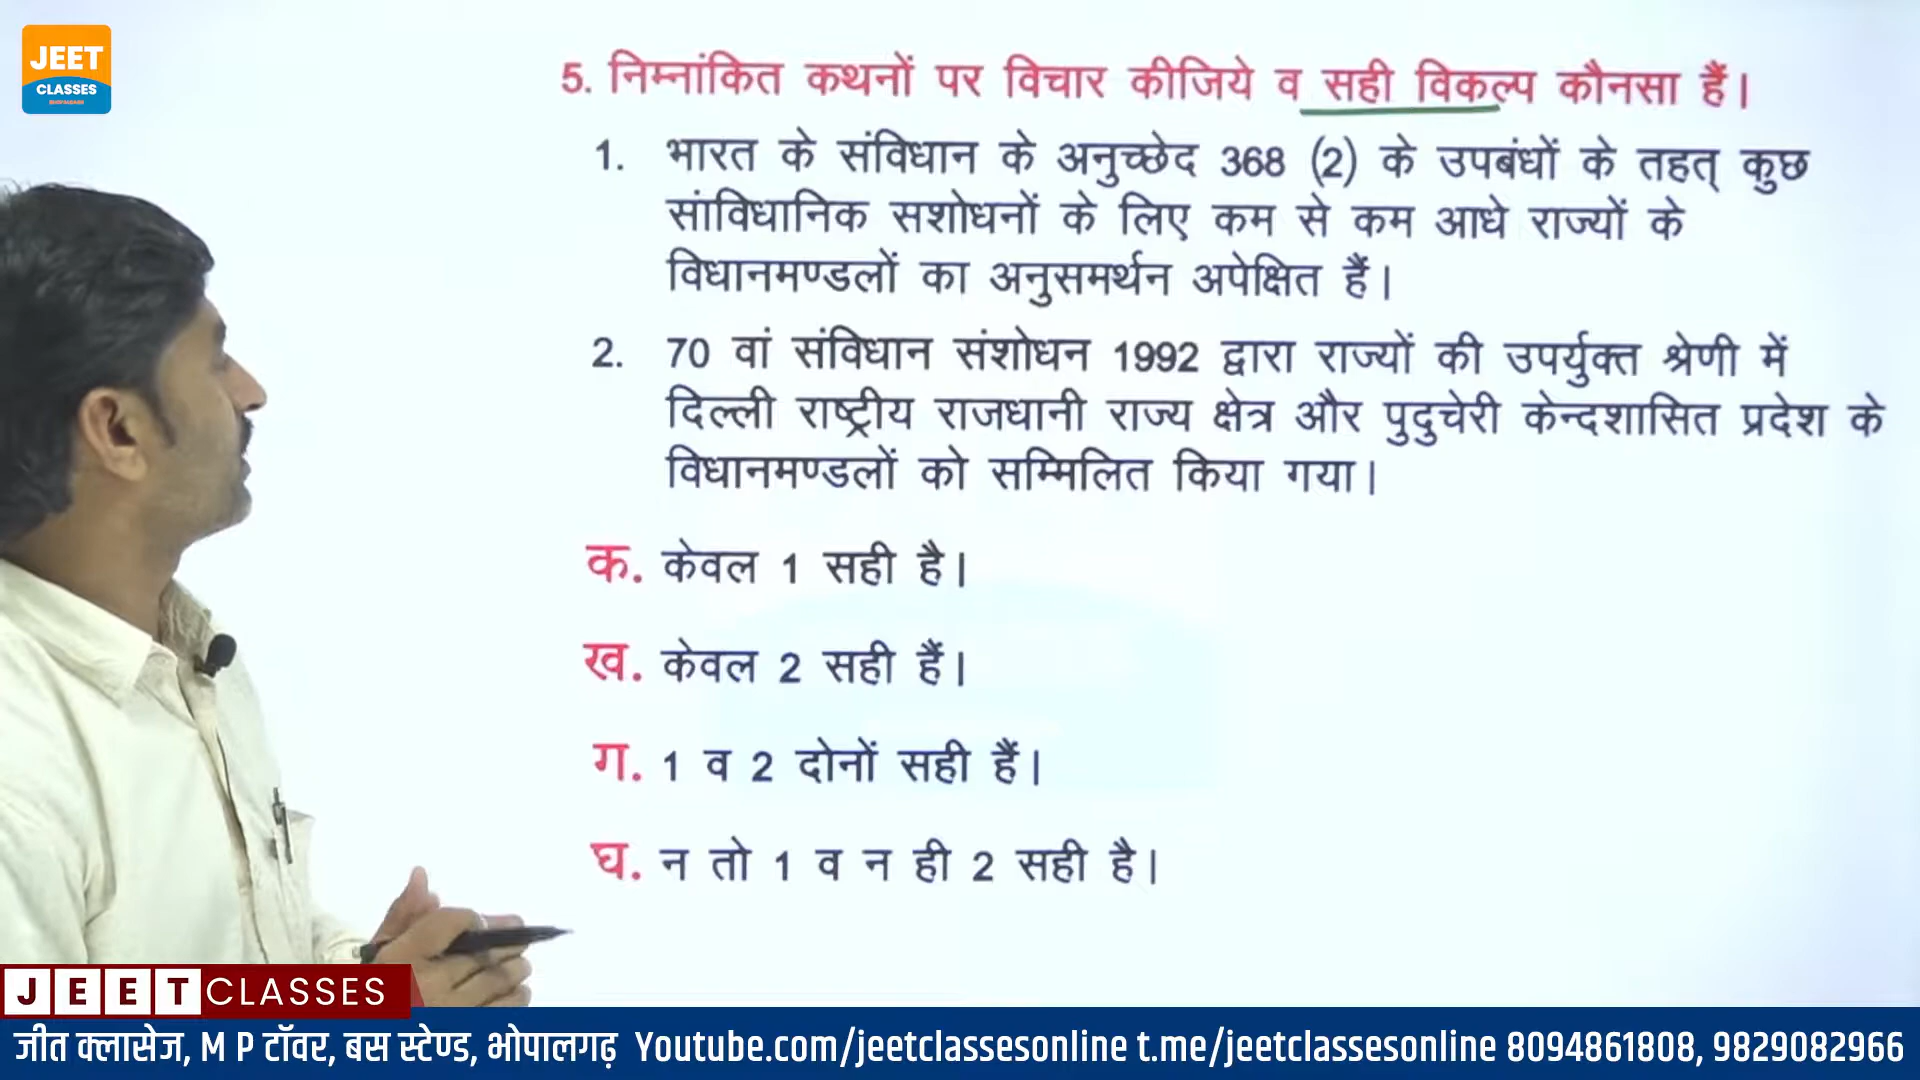 JEET
CLASSES
5. निम्नांकित कथनों पर विचार कीजिये व सही विकल्प कौनसा हैं।
1. भारत के संविधान के अनुच्छेद 368 (2) के उपबंधों के तहत् कुछ
सांविधानिक सशोधनों के लिए कम से कम आधे राज्यों के
विधानमण्डलों का अनुसमर्थन अपेक्षित हैं।
2. 70 वां संविधान संशोधन 1992 द्वारा राज्यों की उपर्युक्त श्रेणी में
दिल्ली राष्ट्रीय राजधानी राज्य क्षेत्र और पुदुचेरी केन्दशासित प्रदेश के
विधानमण्डलों को सम्मिलित किया गया।
क. केवल 1 सही है।
ख. केवल 2 सही हैं।
ग. 1 व 2 दोनों सही हैं।
घ. न तो 1 व न ही 2 सही है।
JEET CLASSES
जीत क्लासेज, M P टॉवर, बस स्टेण्ड, भोपालगढ़ Youtube.com/jeetclassesonline t.me/jeetclassesonline 8094861808, 9829082966